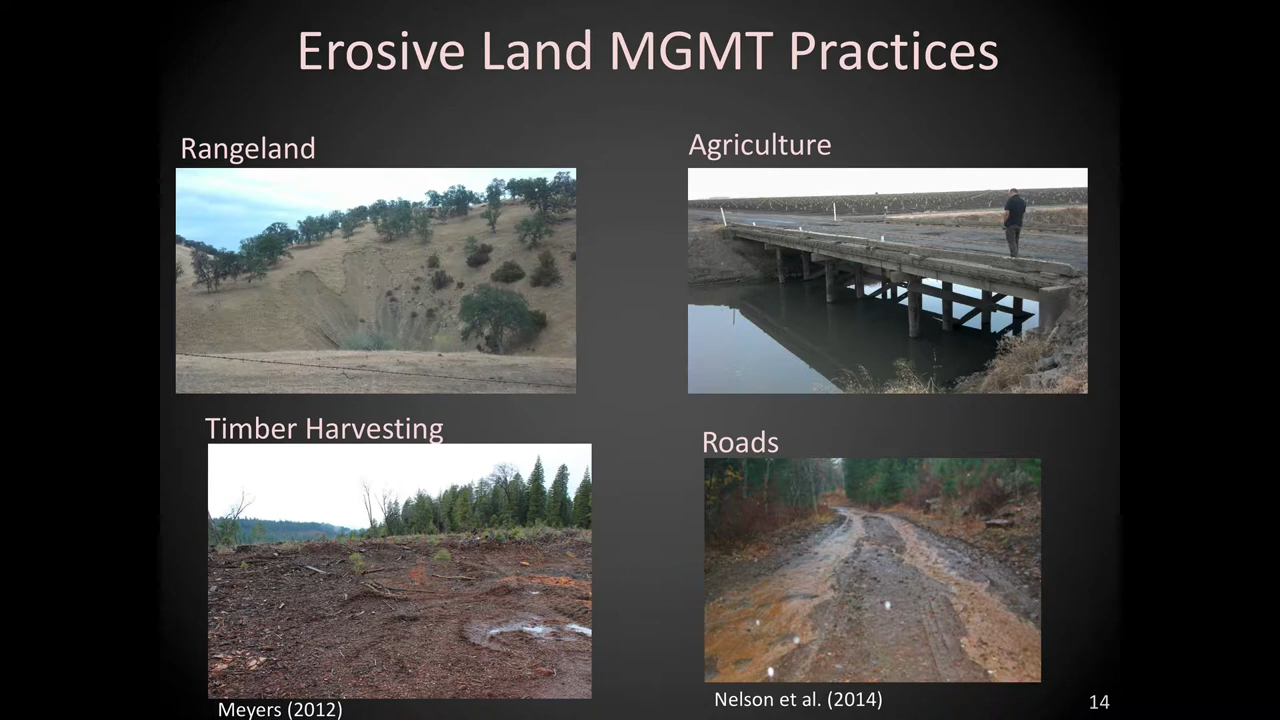 Erosive Land MGMT Practices
Rangeland
Agriculture
Timber Harvesting
Roads
Meyers (2012)
Nelson et al. (2014)
14